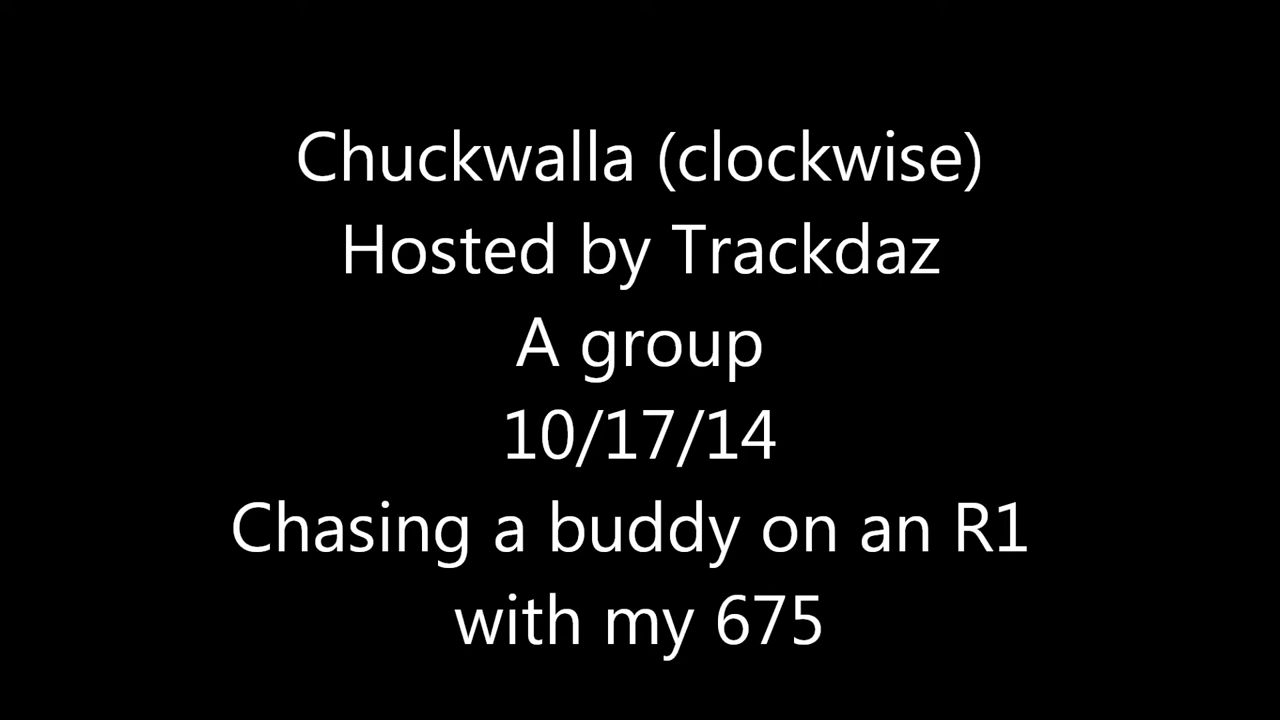 Chuckwalla (clockwise)
Hosted by Trackdaz
A group
10/17/14
Chasing a buddy on an R1
with my 675